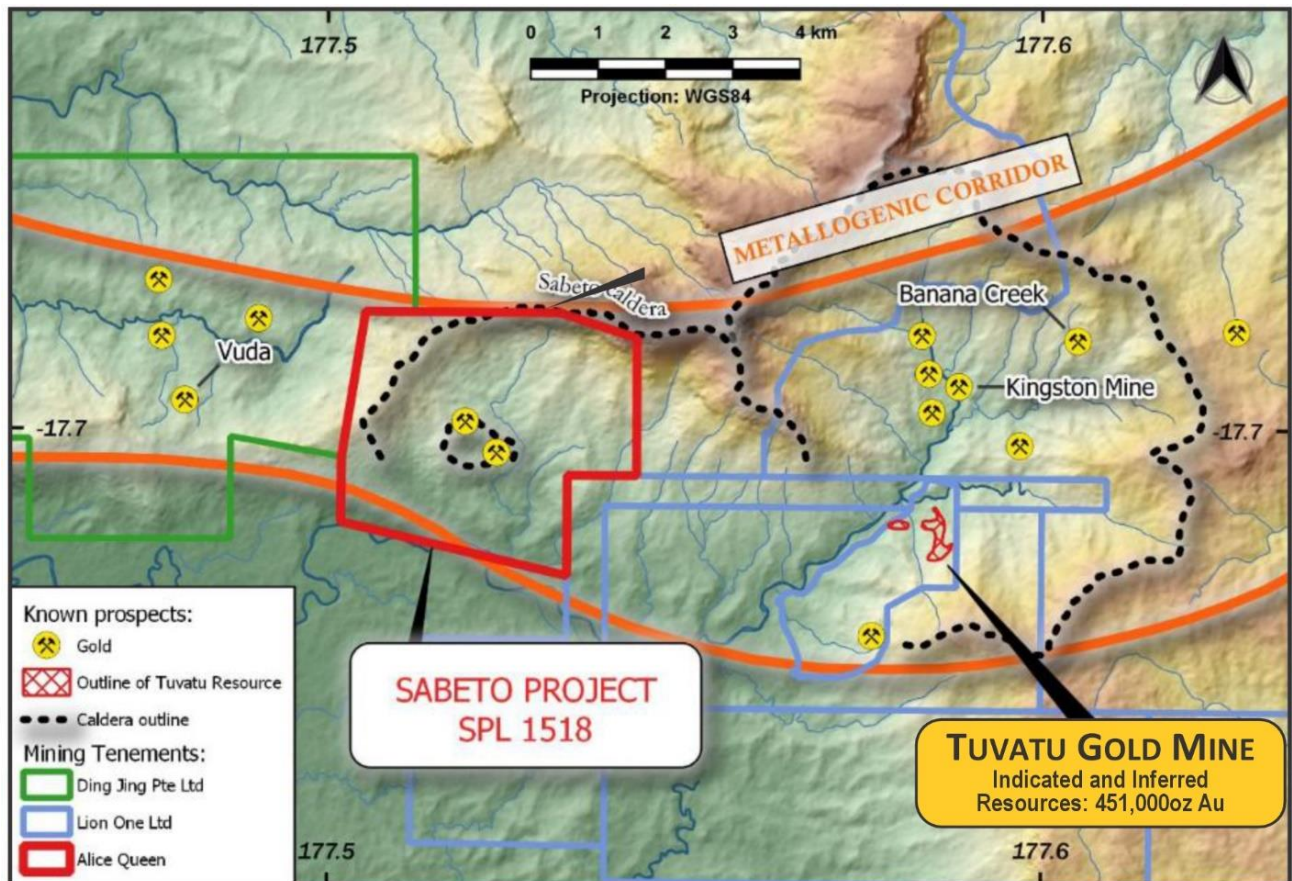 0 1 2 3 4 km
Projection: WGS84
177.5
177.6
METALLOGENIC CORRIDOR
Sabeto caldera
Banana Creek
Vuda
Kingston Mine
-17.7
-17.7
SABETO PROJECT
SPL 1518
TUVATU GOLD MINE
Indicated and Inferred
Resources: 451,000oz Au
Known prospects:
Gold
Outline of Tuvatu Resource
Caldera outline
Mining Tenements:
Ding Jing Pte Ltd
Lion One Ltd
Alice Queen
177.5
177.6